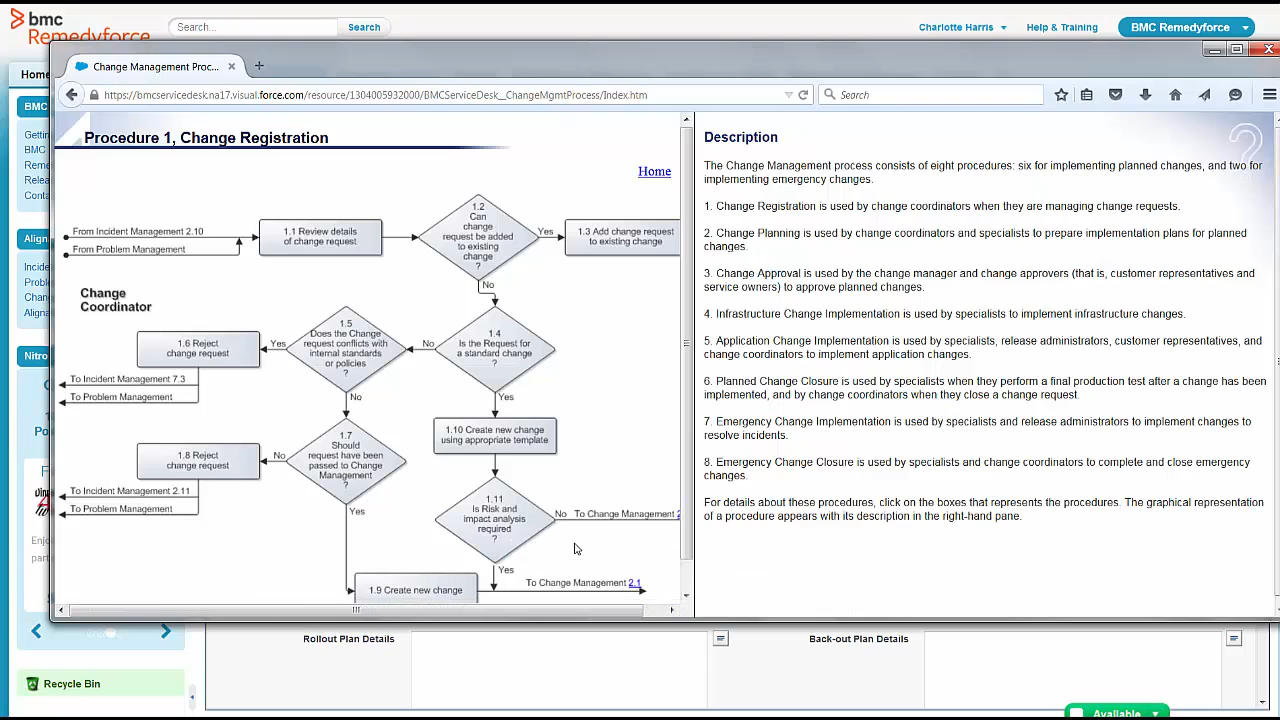 bmc
Remedyforce
Search...
Search
Charlotte Harris
Help & Training
BMC Remedyforce
Home
Change Management Proc...
https://bmcservicedesk.na17.visual.force.com/resource/1304005932000/BMCServiceDesk__ChangeMgmtProcess/Index.htm
Search
BMC
Getti
BMC
Reme
Relea
Conta
Align
Incide
Proble
Chan
Aligna
Nitro
Po
F
Enjoy
part
Procedure 1, Change Registration
Home
From Incident Management 2.10
From Problem Management
1.1 Review details
of change request
1.2
Can
change
request be added
to existing
change
?
Yes
1.3 Add change request
to existing change
No
Change
Coordinator
1.4
Is the Request for
a standard change
?
No
1.5
Does the Change
request conflicts with
internal standards
or policies
?
Yes
1.6 Reject
change request
To Incident Management 7.3
To Problem Management
No
Yes
1.10 Create new change
using appropriate template
1.7
Should
request have been
passed to Change
Management
?
No
1.8 Reject
change request
To Incident Management 2.11
To Problem Management
Yes
1.11
Is Risk and
impact analysis
required
?
No To Change Management 2
Yes
1.9 Create new change
To Change Management 2.1
Description
The Change Management process consists of eight procedures: six for implementing planned changes, and two for
implementing emergency changes.
1. Change Registration is used by change coordinators when they are managing change requests.
2. Change Planning is used by change coordinators and specialists to prepare implementation plans for planned
changes.
3. Change Approval is used by the change manager and change approvers (that is, customer representatives and
service owners) to approve planned changes.
4. Infrastructure Change Implementation is used by specialists to implement infrastructure changes.
5. Application Change Implementation is used by specialists, release administrators, customer representatives, and
change coordinators to implement application changes.
6. Planned Change Closure is used by specialists when they perform a final production test after a change has been
implemented, and by change coordinators when they close a change request.
7. Emergency Change Implementation is used by specialists and release administrators to implement changes to
resolve incidents.
8. Emergency Change Closure is used by specialists and change coordinators to complete and close emergency
changes.
For details about these procedures, click on the boxes that represents the procedures. The graphical representation
of a procedure appears with its description in the right-hand pane.
Rollout Plan Details
Back-out Plan Details
Recycle Bin
Available